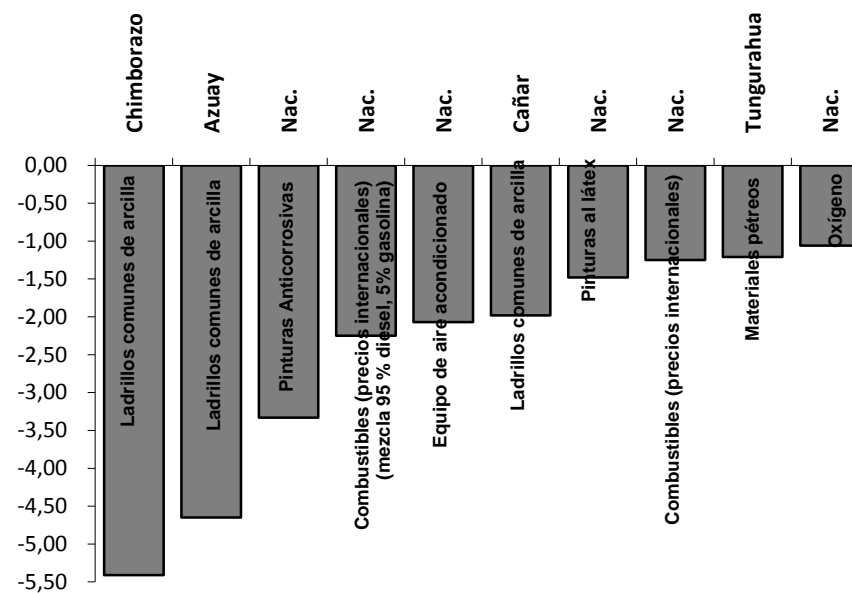 Chimborazo
Azuay
Nac.
Nac.
Nac.
Cañar
Nac.
Nac.
Tungurahua
Nac.
0,00
-0,50
-1,00
-1,50
-2,00
-2,50
-3,00
-3,50
-4,00
-4,50
-5,00
-5,50
Ladrillos comunes de arcilla
Ladrillos comunes de arcilla
Pinturas Anticorrosivas
Combustibles (precios internacionales)
(mezcla 95 % diesel, 5% gasolina)
Equipo de aire acondicionado
Ladrillos comunes de arcilla
Pinturas al látex
Combustibles (precios internacionales)
Materiales pétreos
Oxígeno